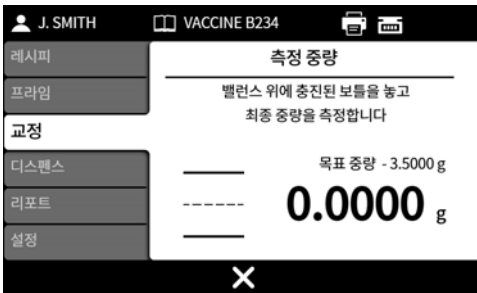 J. SMITH
VACCINE B234
레시피
프라임
교정
디스펜스
리포트
설정
측정 중량
밸런스 위에 충진된 보틀을 놓고
최종 중량을 측정합니다
목표 중량 - 3.5000 g
0.0000 g